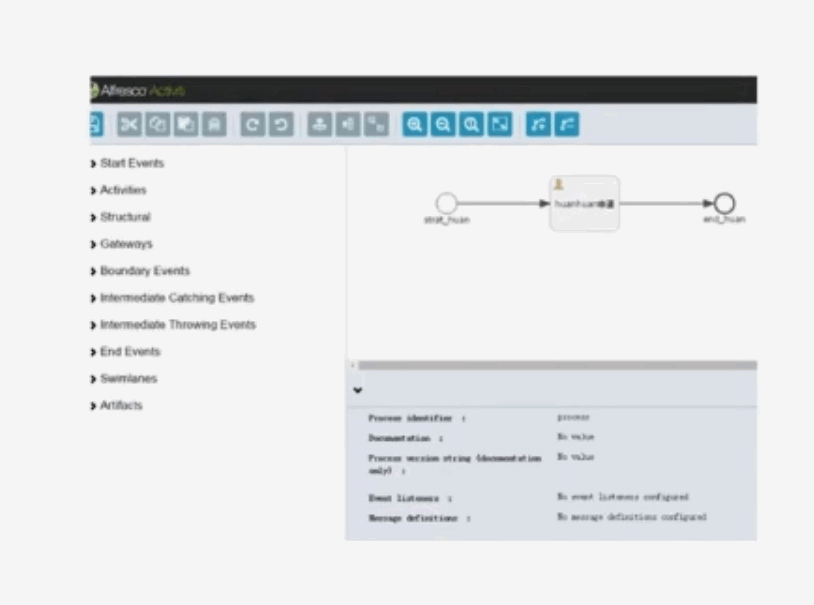 Alfresco Activiti
Start Events
Activities
Structural
Gateways
Boundary Events
Intermediate Catching Events
Intermediate Throwing Events
End Events
Swimlanes
Artifacts
strat_huan
huanhuan
end_huan
Process identifier : process
Documentation : No value
Process version string (documentation No value
only) :
Event listeners : No event listeners configured
Message definitions : No message definitions configured